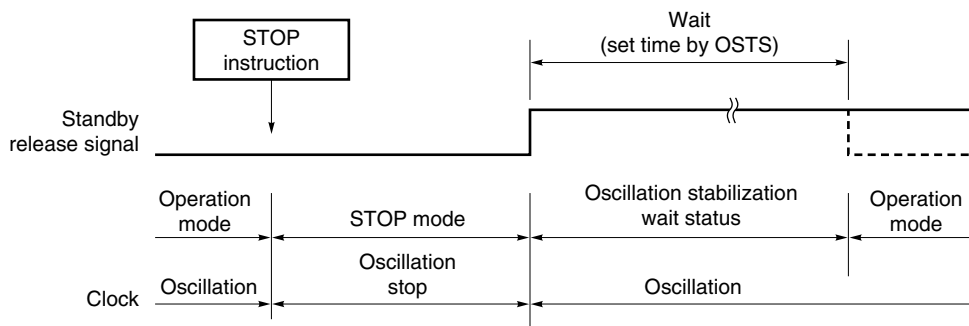 STOP
instruction
Wait
(set time by OSTS)
Standby
release signal
Operation
mode
STOP mode
Oscillation stabilization
wait status
Operation
mode
Clock
Oscillation
Oscillation
stop
Oscillation